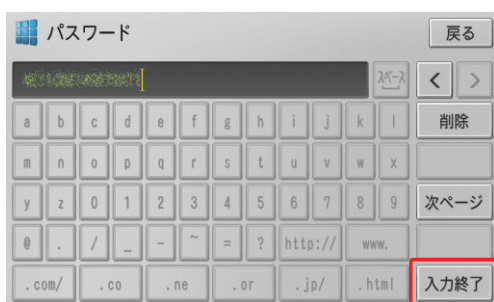 パスワード 戻る
スペース < >
a b c d e f g h i j k l 削除
m n o p q r s t u v w x
y z 0 1 2 3 4 5 6 7 8 9 次ページ
@ . / _ - ~ = ? http:// www.
.com/ .co .ne .or .jp/ .html 入力終了